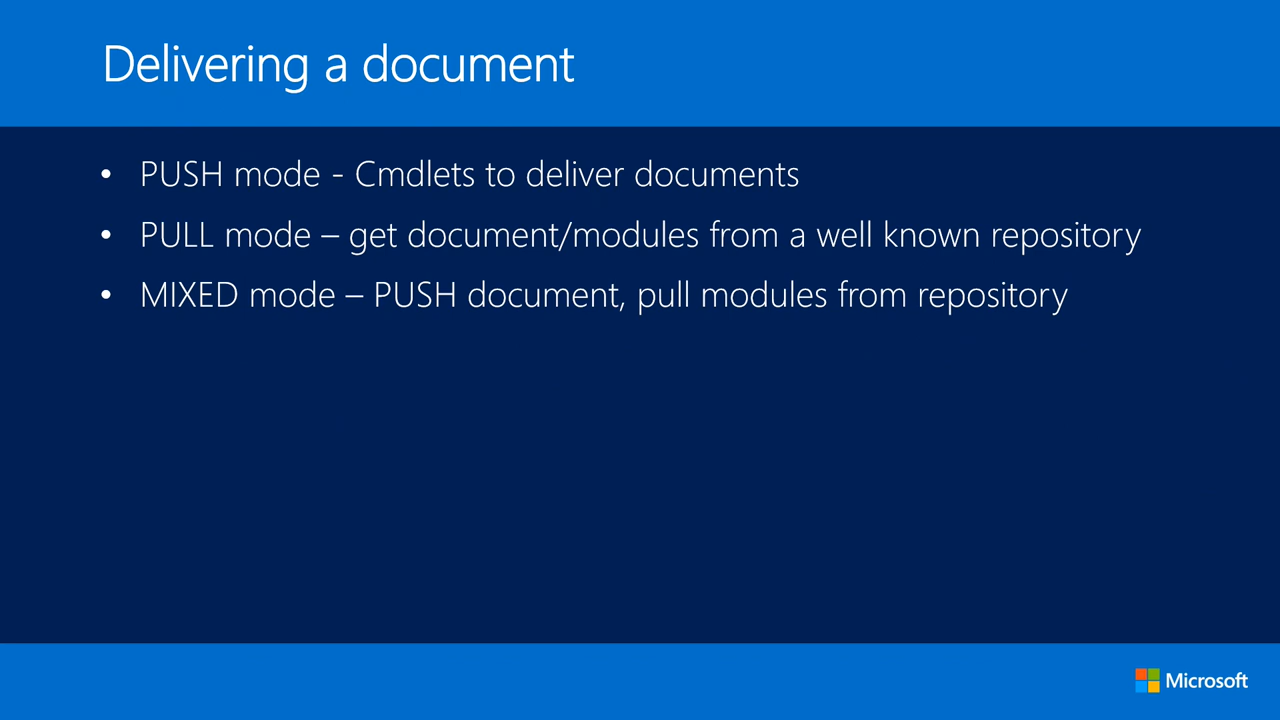 Delivering a document
• PUSH mode - Cmdlets to deliver documents
• PULL mode – get document/modules from a well known repository
• MIXED mode – PUSH document, pull modules from repository
Microsoft